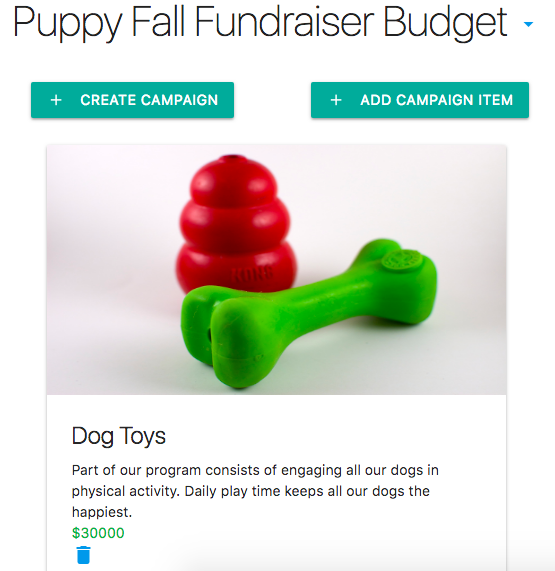 Puppy Fall Fundraiser Budget
+ CREATE CAMPAIGN
+ ADD CAMPAIGN ITEM
KONG
Dog Toys
Part of our program consists of engaging all our dogs in
physical activity. Daily play time keeps all our dogs the
happiest.
$30000